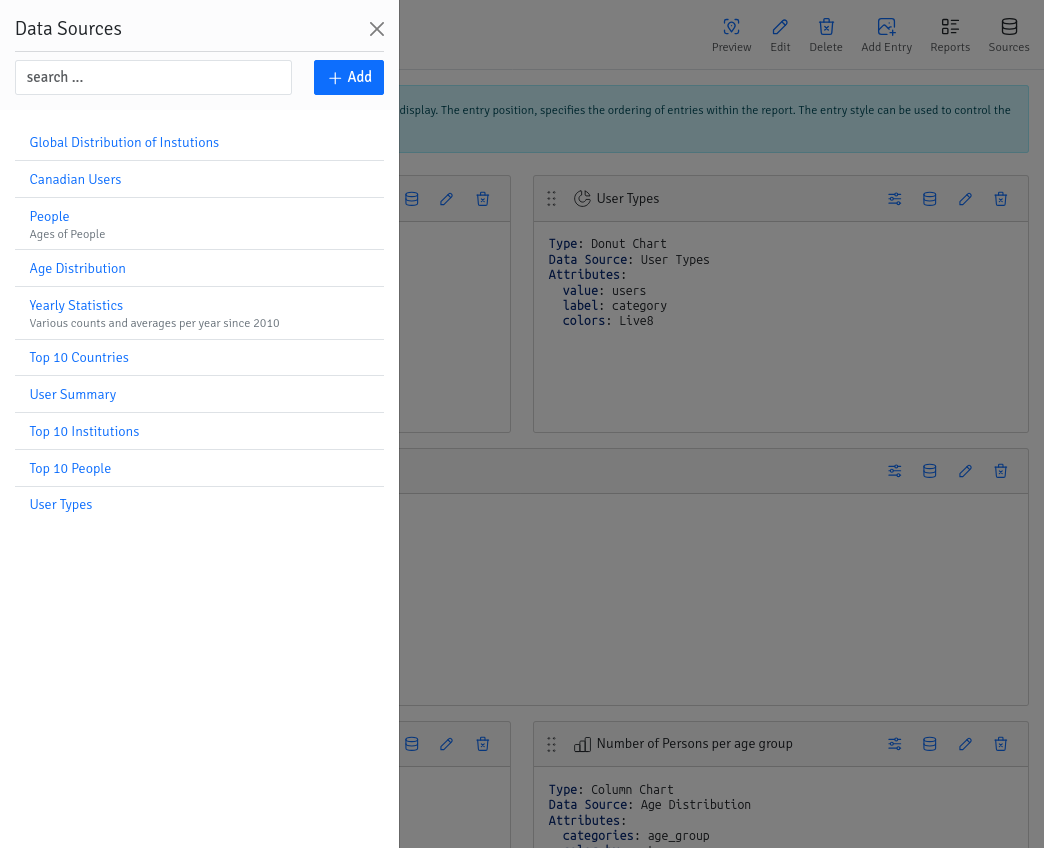 Data Sources
search ...
Add
Global Distribution of Instutions
Canadian Users
People
Ages of People
Age Distribution
Yearly Statistics
Various counts and averages per year since 2010
Top 10 Countries
User Summary
Top 10 Institutions
Top 10 People
User Types
Preview
Edit
Delete
Add Entry
Reports
Sources
display. The entry position, specifies the ordering of entries within the report. The entry style can be used to control the
User Types
Type: Donut Chart
Data Source: User Types
Attributes:
value: users
label: category
colors: Live8
Number of Persons per age group
Type: Column Chart
Data Source: Age Distribution
Attributes:
categories: age_group